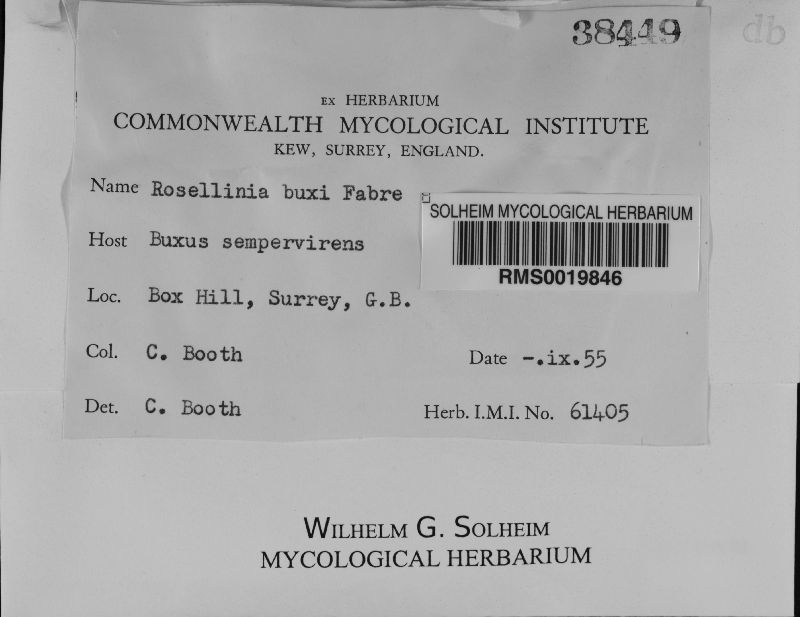 38449
db
EX HERBARIUM
COMMONWEALTH MYCOLOGICAL INSTITUTE
KEW, SURREY, ENGLAND.
Name Rosellinia buxi Fabre
SOLHEIM MYCOLOGICAL HERBARIUM
RMS0019846
Host Buxus sempervirens
Loc. Box Hill, Surrey, G.B.
Col. C. Booth
Date -.ix.55
Det. C. Booth
Herb. I.M.I. No. 61405
WILHELM G. SOLHEIM
MYCOLOGICAL HERBARIUM